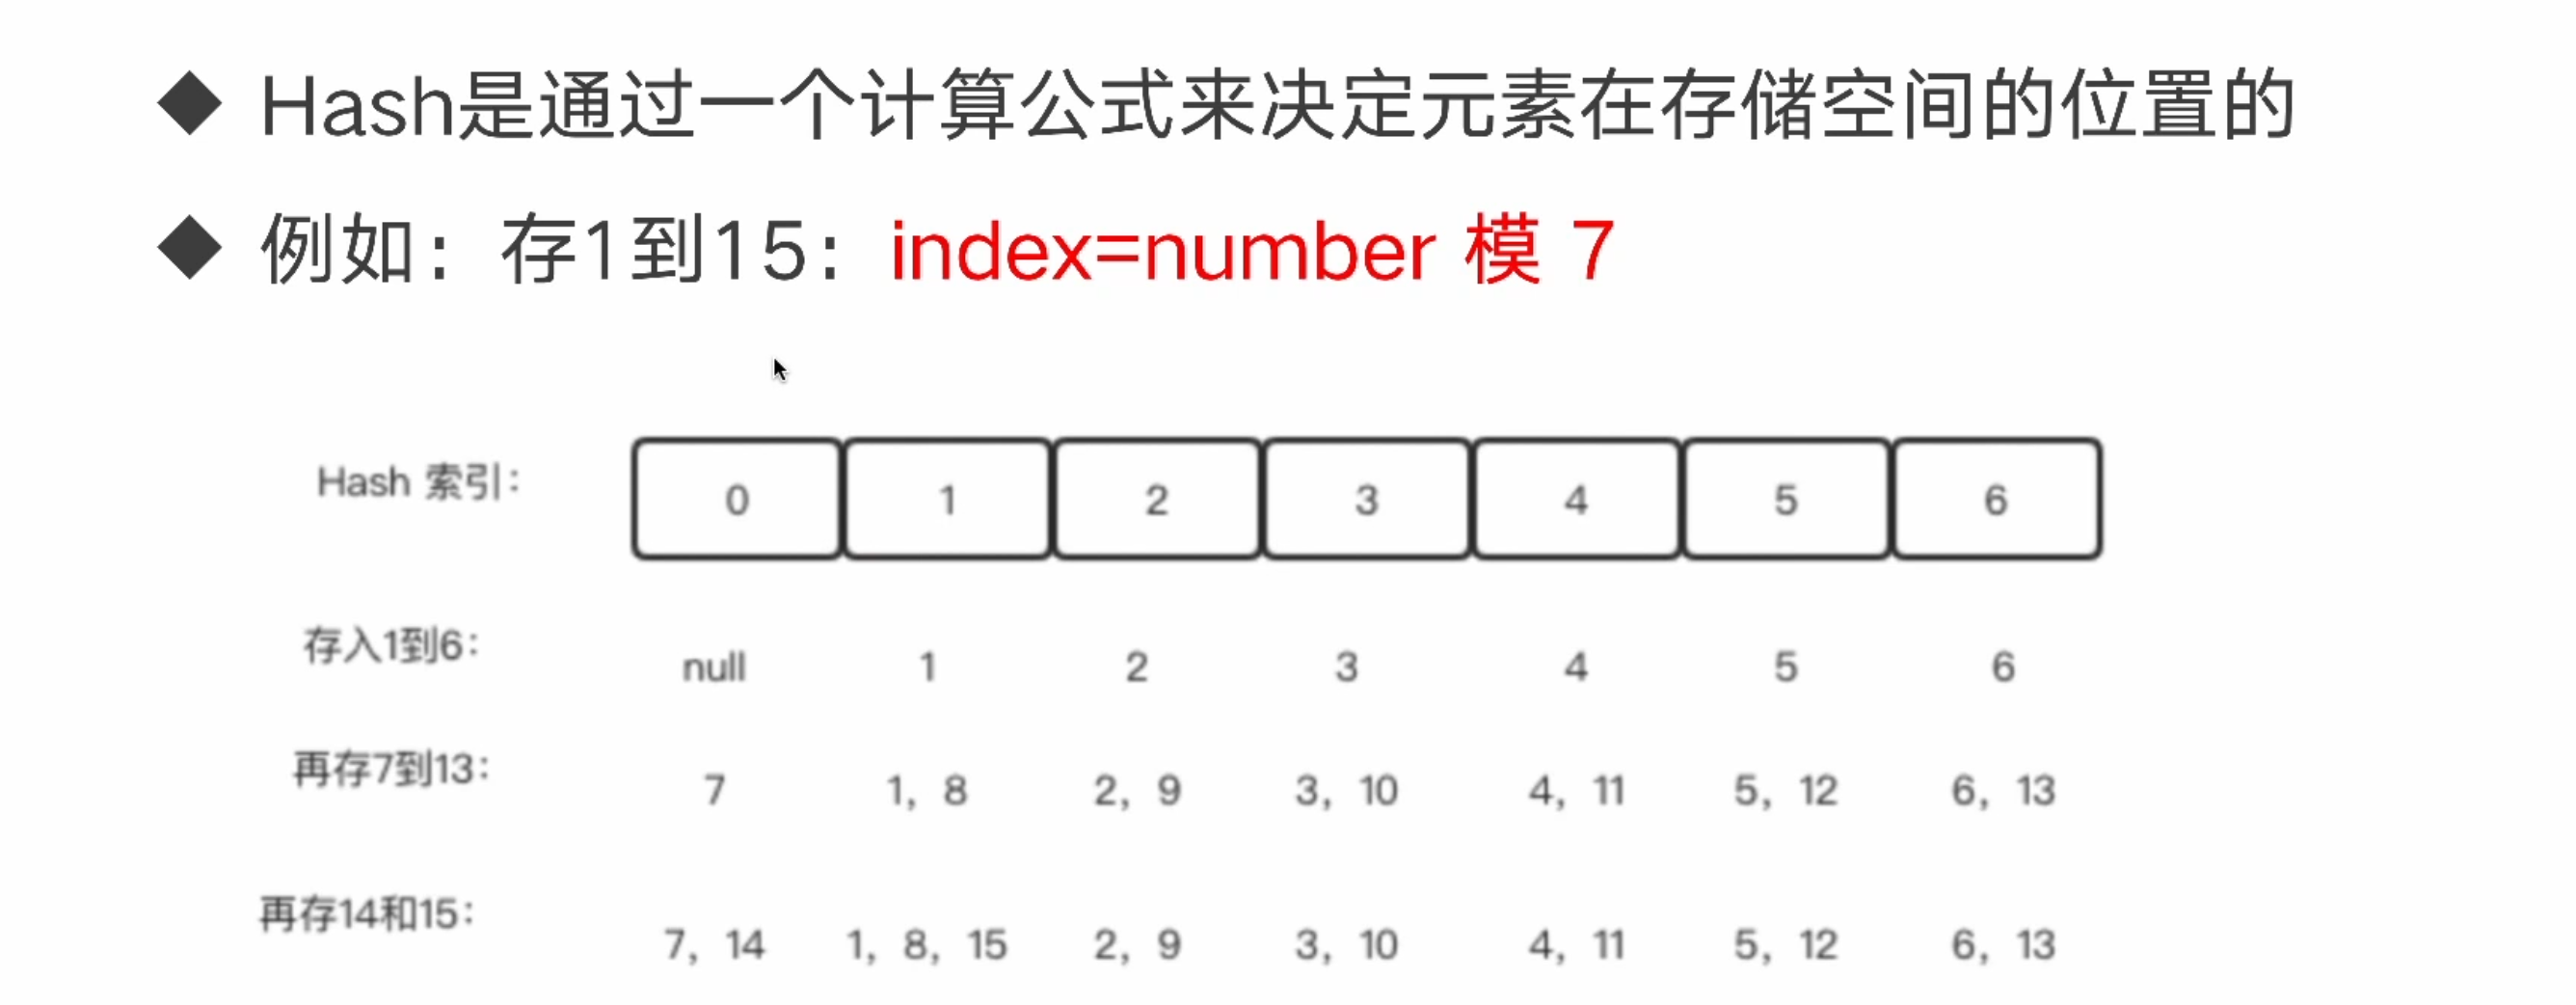 Hash是通过一个计算公式来决定元素在存储空间的位置的
例如：存1到15：index=number 模 7
Hash 索引： 0 1 2 3 4 5 6
存入1到6： null 1 2 3 4 5 6
再存7到13： 7 1，8 2，9 3，10 4，11 5，12 6，13
再存14和15： 7，14 1，8，15 2，9 3，10 4，11 5，12 6，13